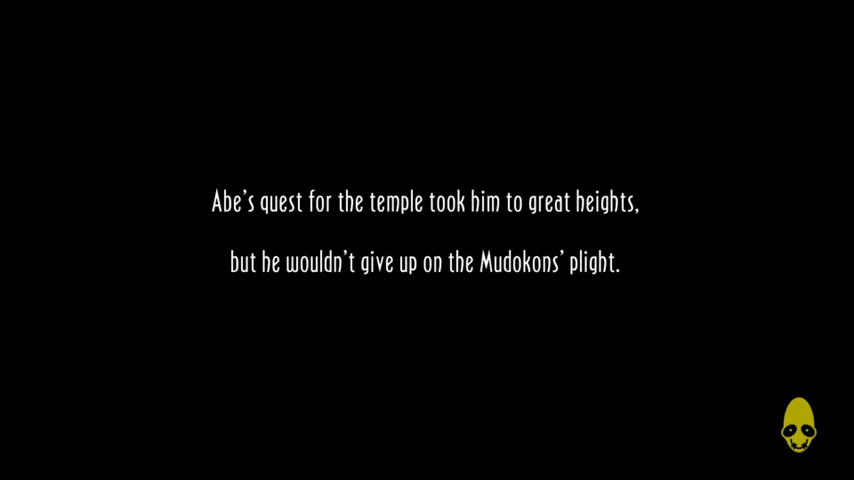 Abe's quest for the temple took him to great heights,
but he wouldn't give up on the Mudokons' plight.